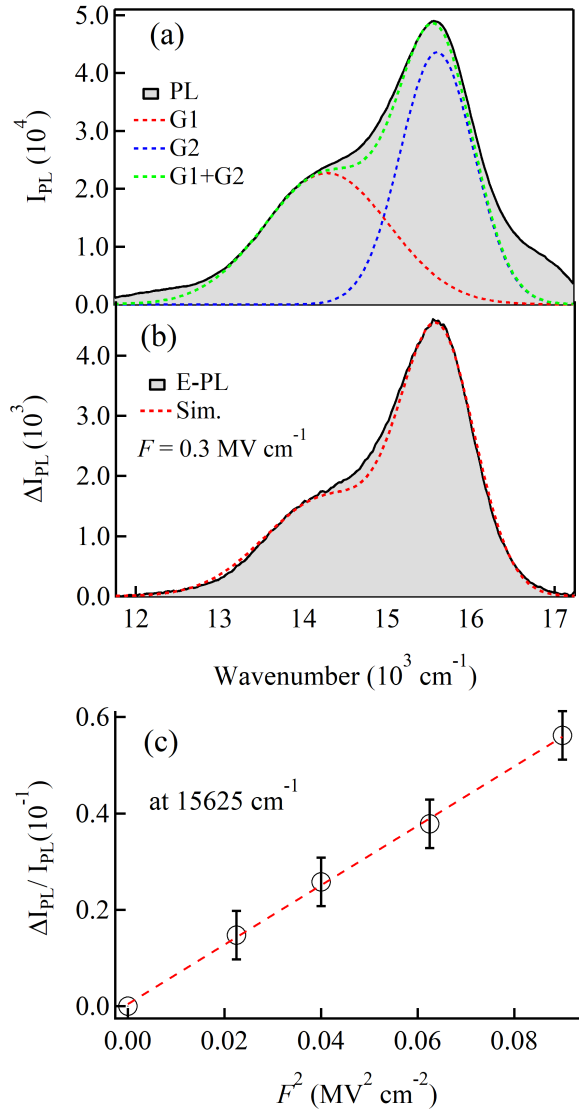 (a)
5.0
4.0
3.0
2.0
1.0
0.0
I_PL (10^4)
PL
G1
G2
G1+G2
(b)
4.0
3.0
2.0
1.0
0.0
ΔI_PL (10^3)
E-PL
Sim.
F = 0.3 MV cm^-1
12 13 14 15 16 17
Wavenumber (10^3 cm^-1)
(c)
0.6
0.4
0.2
0.0
ΔI_PL/ I_PL(10^-1)
at 15625 cm^-1
0.00 0.02 0.04 0.06 0.08
F^2 (MV^2 cm^-2)